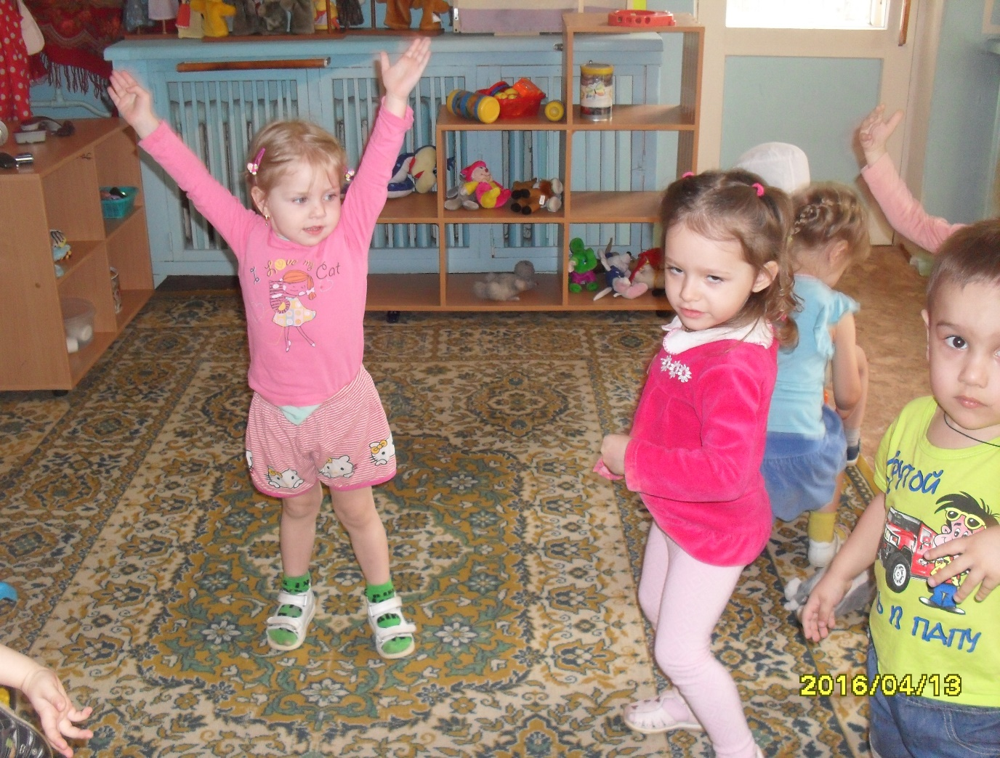 I Love my
Cat
крутой
ь п папу
2016/04/13